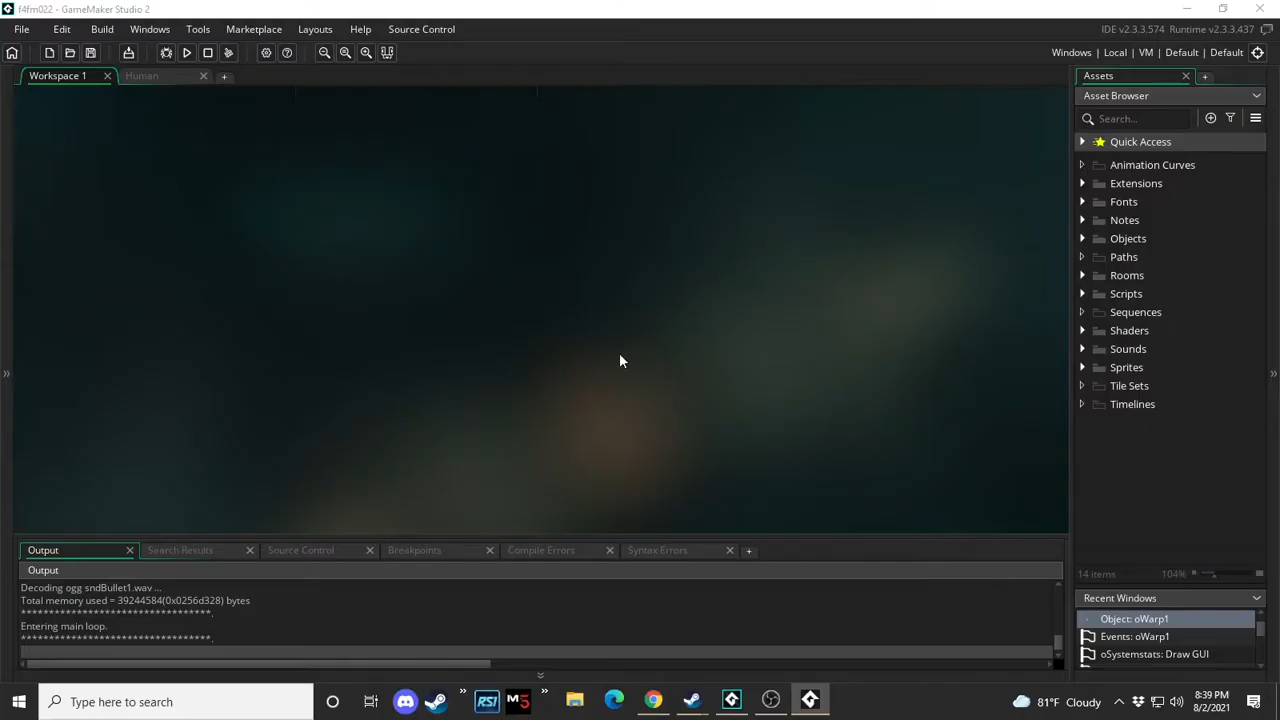 f4fm022 - GameMaker Studio 2
File Edit Build Windows Tools Marketplace Layouts Help Source Control
IDE v2.3.3.574 Runtime v2.3.3.437
Windows | Local | VM | Default | Default
Workspace 1
Human
Assets
Asset Browser
Search...
Quick Access
Animation Curves
Extensions
Fonts
Notes
Objects
Paths
Rooms
Scripts
Sequences
Shaders
Sounds
Sprites
Tile Sets
Timelines
14 items 104%
Output Search Results Source Control Breakpoints Compile Errors Syntax Errors
Output
Decoding ogg sndBullet1.wav ...
Total memory used = 39244584(0x0256d328) bytes
**********************************.
Entering main loop.
**********************************.
Recent Windows
Object: oWarp1
Events: oWarp1
oSystemstats: Draw GUI
Type here to search
RSI
M5
81°F Cloudy
8:39 PM
8/2/2021